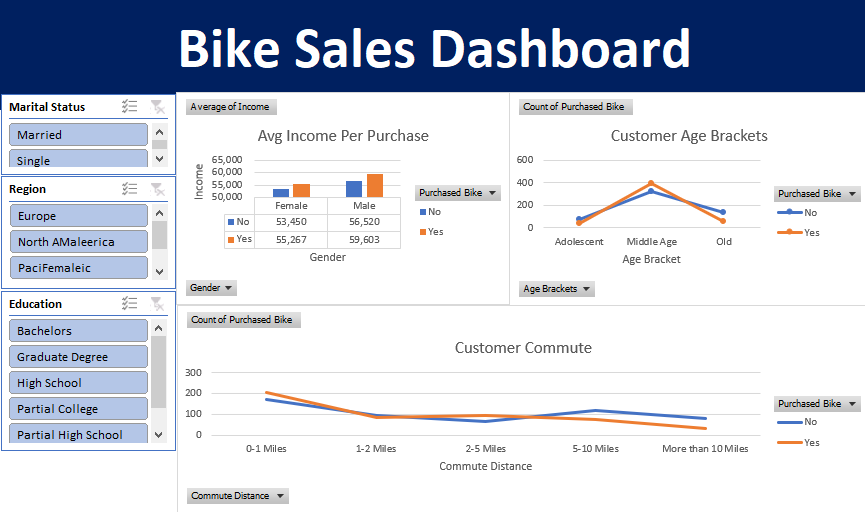 Bike Sales Dashboard
Marital Status
Married
Single
Region
Europe
North AMaleerica
PaciFemaleic
Education
Bachelors
Graduate Degree
High School
Partial College
Partial High School
Average of Income
Avg Income Per Purchase
65,000
60,000
55,000
50,000
Income
Female Male
No 53,450 56,520
Yes 55,267 59,603
Gender
Purchased Bike
No
Yes
Gender
Count of Purchased Bike
Customer Age Brackets
600
400
200
0
Adolescent Middle Age Old
Age Bracket
Purchased Bike
No
Yes
Age Brackets
Count of Purchased Bike
Customer Commute
300
200
100
0
0-1 Miles 1-2 Miles 2-5 Miles 5-10 Miles More than 10 Miles
Commute Distance
Purchased Bike
No
Yes
Commute Distance